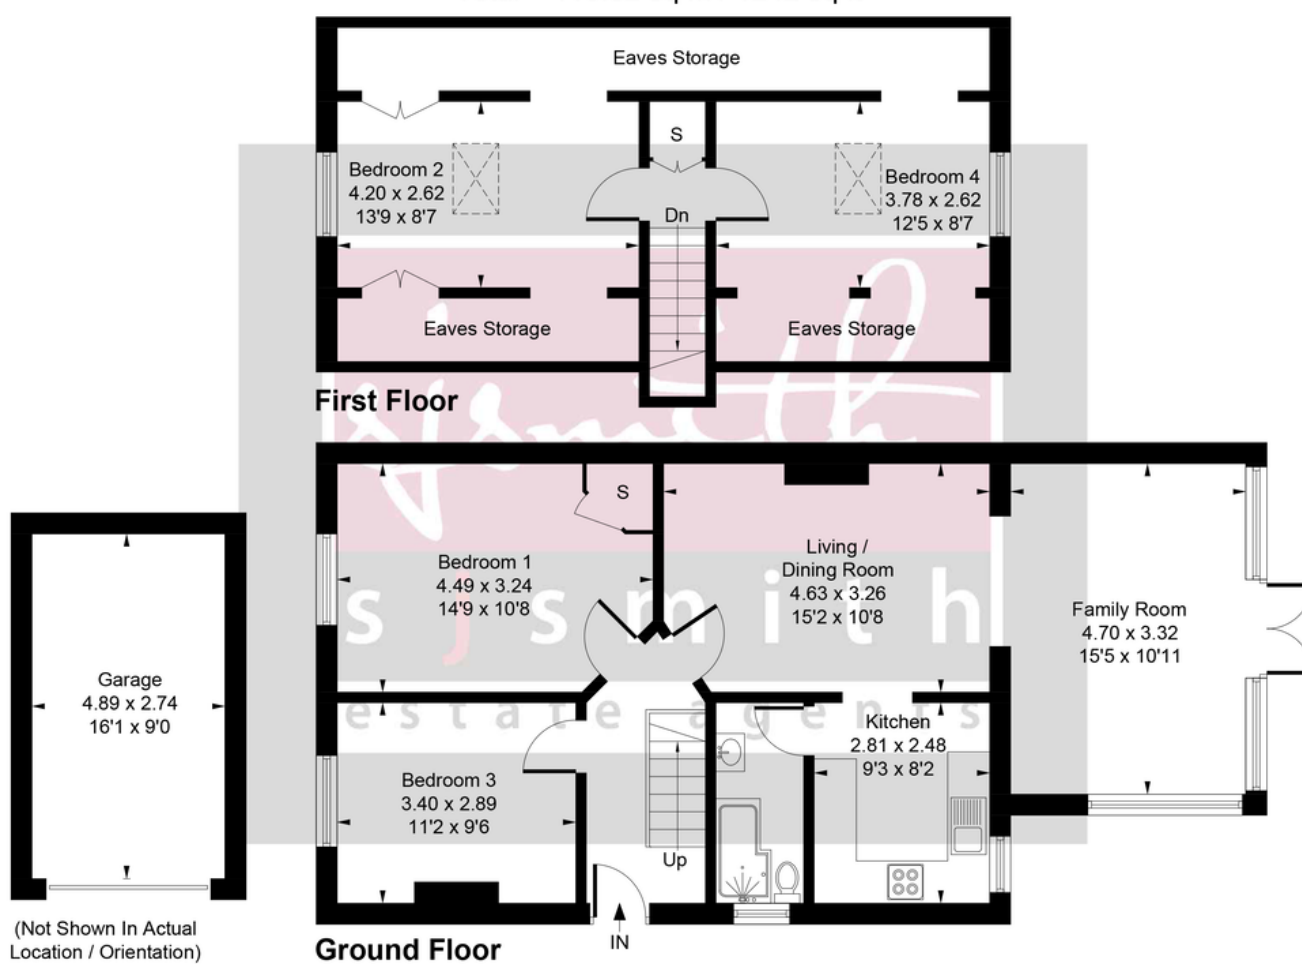 Eaves Storage
S
Bedroom 2
4.20 x 2.62
13'9 x 8'7
Bedroom 4
3.78 x 2.62
12'5 x 8'7
Dn
Eaves Storage
Eaves Storage
First Floor
sjsmith
S
Bedroom 1
4.49 x 3.24
14'9 x 10'8
Living /
Dining Room
4.63 x 3.26
15'2 x 10'8
Family Room
4.70 x 3.32
15'5 x 10'11
sjsmith
estate agents
Garage
4.89 x 2.74
16'1 x 9'0
Kitchen
2.81 x 2.48
9'3 x 8'2
Bedroom 3
3.40 x 2.89
11'2 x 9'6
Up
IN
(Not Shown In Actual
Location / Orientation)
Ground Floor